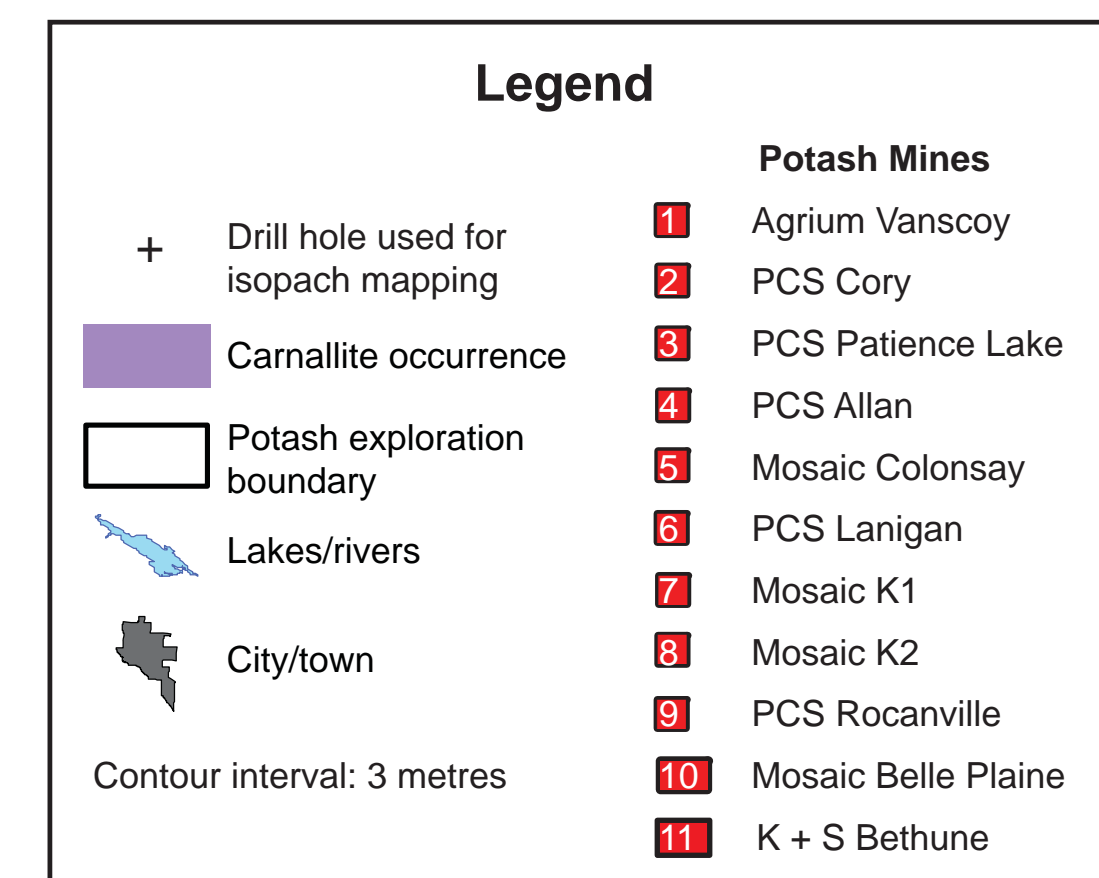 Legend
+ Drill hole used for
isopach mapping
Carnallite occurrence
Potash exploration
boundary
Lakes/rivers
City/town
Contour interval: 3 metres
Potash Mines
1 Agrium Vanscoy
2 PCS Cory
3 PCS Patience Lake
4 PCS Allan
5 Mosaic Colonsay
6 PCS Lanigan
7 Mosaic K1
8 Mosaic K2
9 PCS Rocanville
10 Mosaic Belle Plaine
11 K + S Bethune